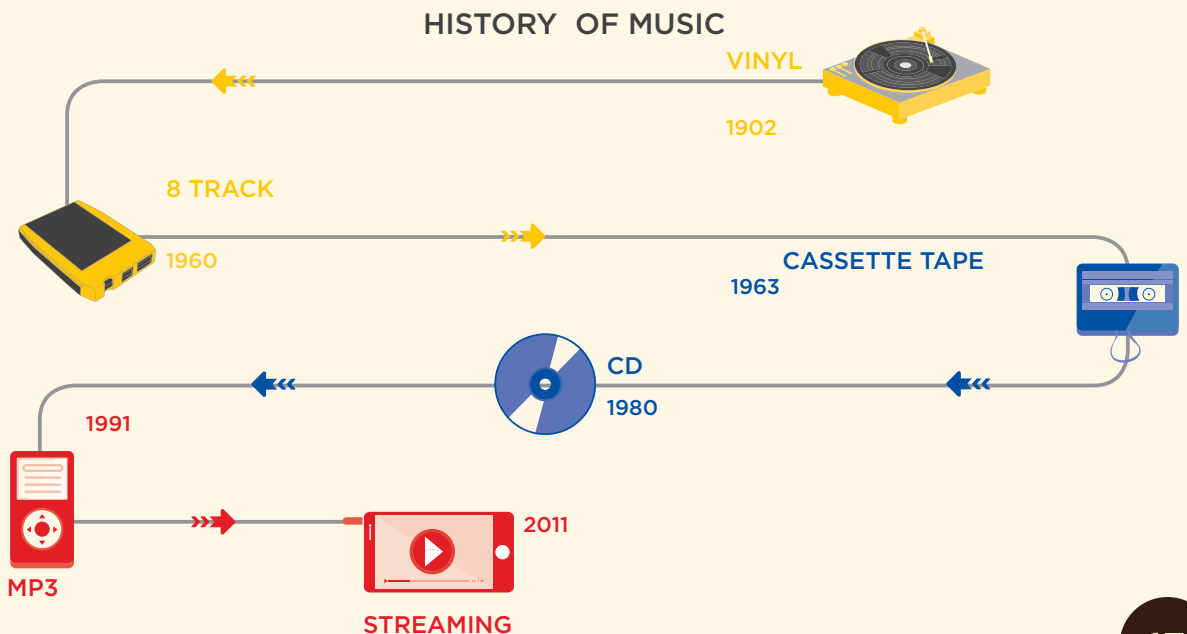 HISTORY OF MUSIC
VINYL
1902
8 TRACK
1960
CASSETTE TAPE
1963
CD
1980
1991
MP3
2011
STREAMING